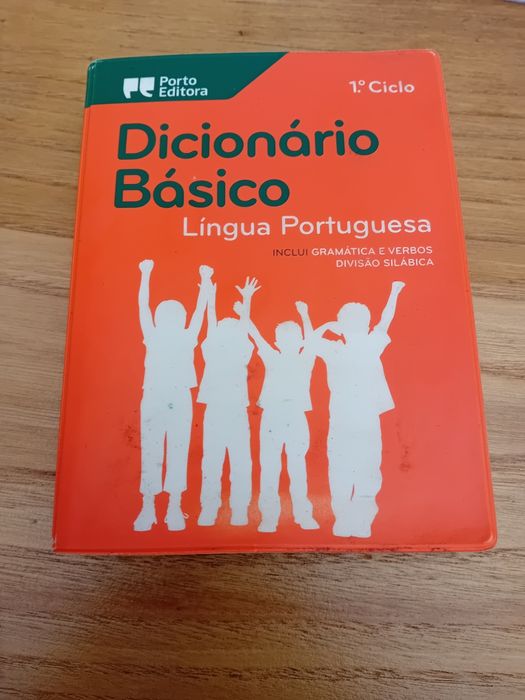 Porto
Editora
1.º Ciclo
Dicionário
Básico
Língua Portuguesa
INCLUI GRAMÁTICA E VERBOS
DIVISÃO SILÁBICA